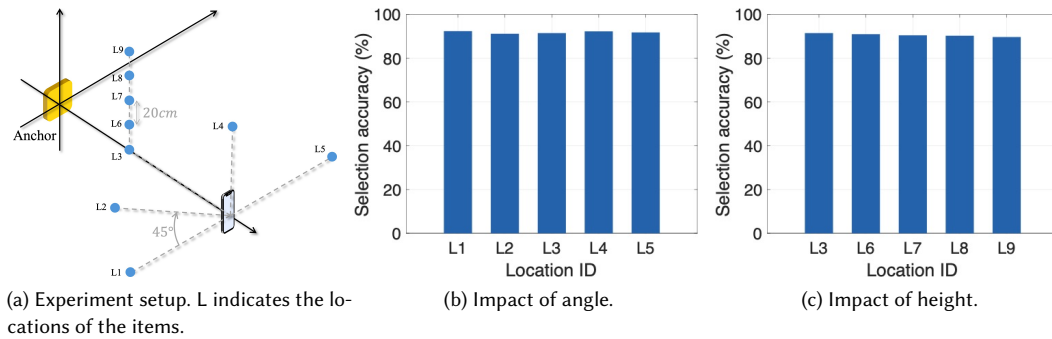 L9
L8
L7
20cm
L6
L4
Anchor
L3
L5
L2
45°
L1
(a) Experiment setup. L indicates the lo-
cations of the items.
Selection accuracy (%)
100
80
60
40
20
0
L1 L2 L3 L4 L5
Location ID
(b) Impact of angle.
Selection accuracy (%)
100
80
60
40
20
0
L3 L6 L7 L8 L9
Location ID
(c) Impact of height.